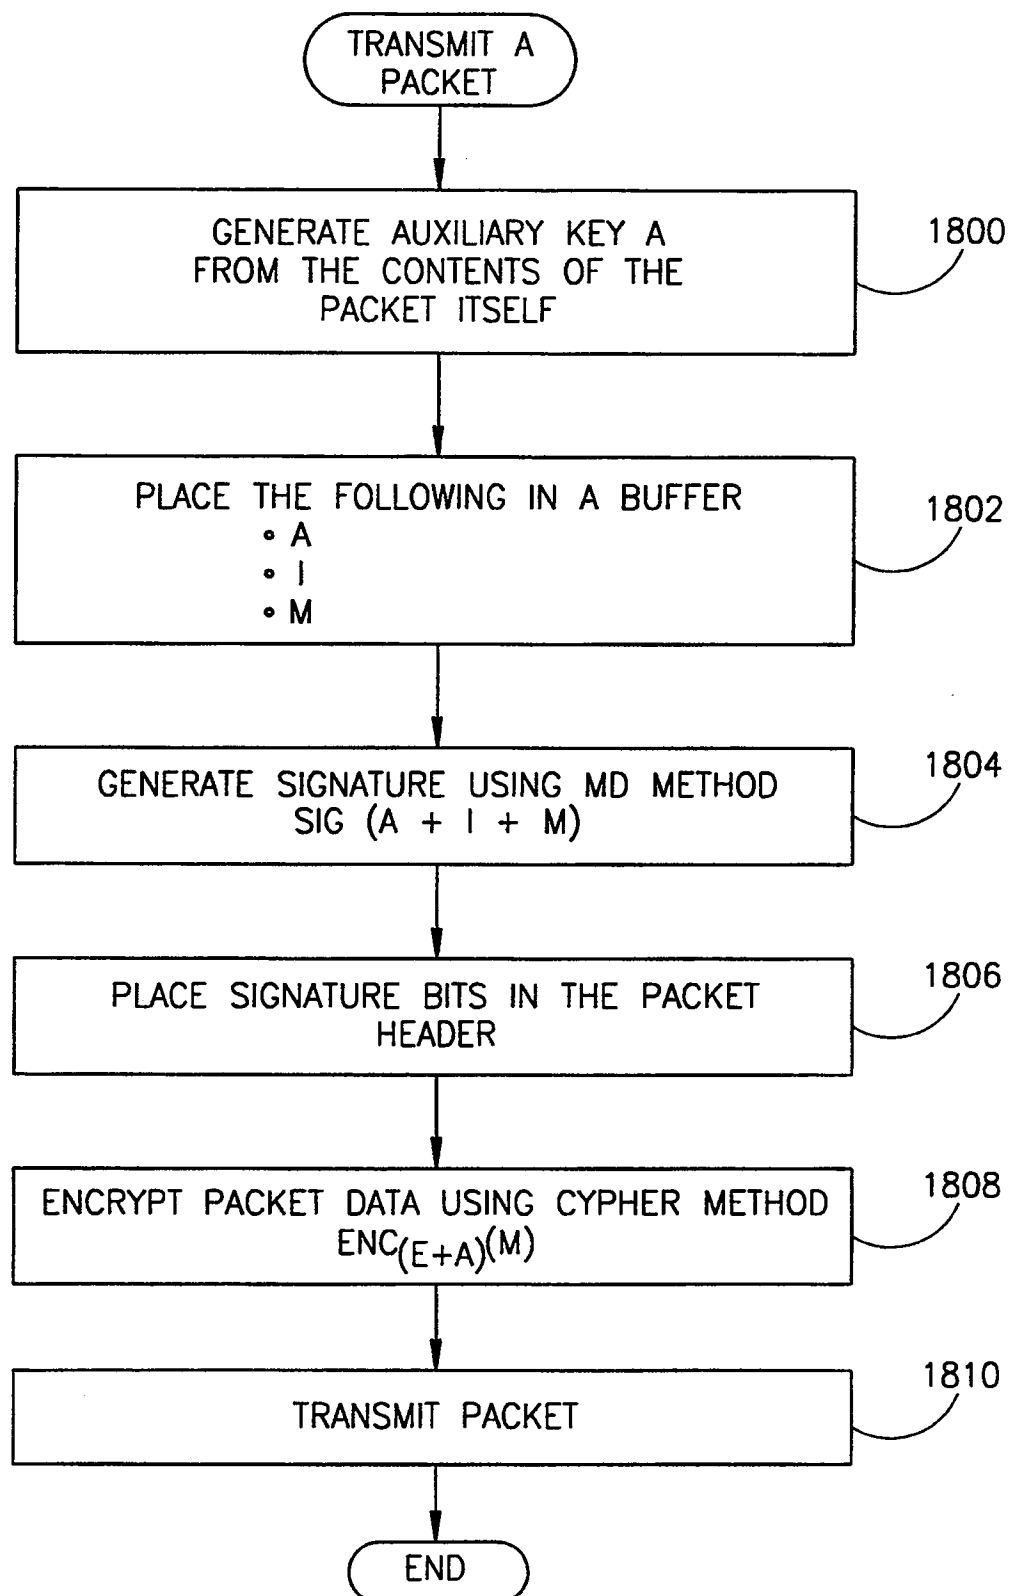 TRANSMIT A
PACKET
GENERATE AUXILIARY KEY A
FROM THE CONTENTS OF THE
PACKET ITSELF
1800
PLACE THE FOLLOWING IN A BUFFER
• A
• I
• M
1802
GENERATE SIGNATURE USING MD METHOD
SIG (A + I + M)
1804
PLACE SIGNATURE BITS IN THE PACKET
HEADER
1806
ENCRYPT PACKET DATA USING CYPHER METHOD
ENC(E+A)(M)
1808
TRANSMIT PACKET
1810
END